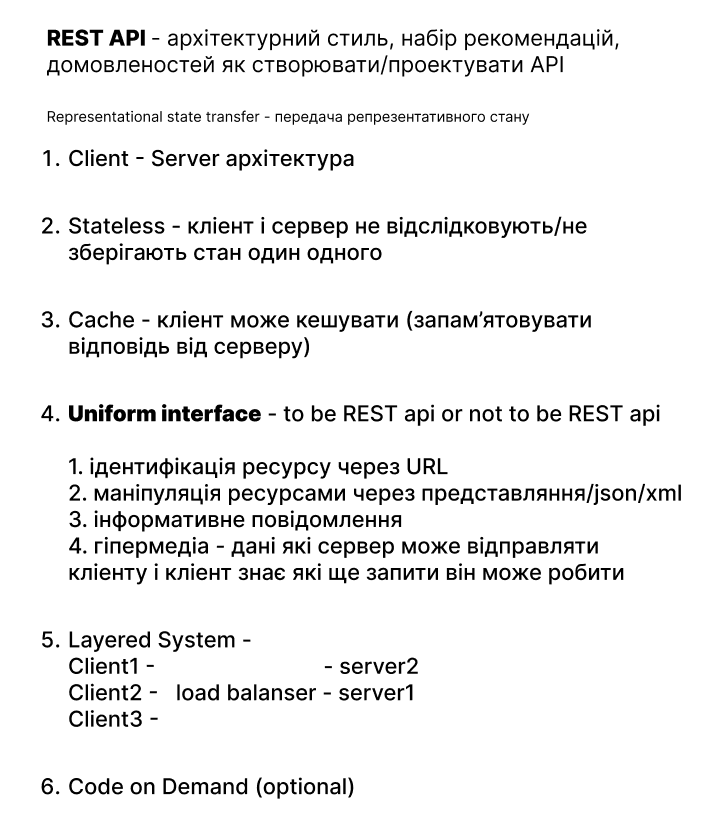 REST API - архітектурний стиль, набір рекомендацій,
домовленостей як створювати/проектувати API
Representational state transfer - передача репрезентативного стану
1. Client - Server архітектура
2. Stateless - клієнт і сервер не відслідковують/не
зберігають стан один одного
3. Cache - клієнт може кешувати (запам'ятовувати
відповідь від серверу)
4. Uniform interface - to be REST api or not to be REST api
1. ідентифікація ресурсу через URL
2. маніпуляція ресурсами через представляння/json/xml
3. інформативне повідомлення
4. гіпермедіа - дані які сервер може відправляти
клієнту і клієнт знає які ще запити він може робити
5. Layered System -
Client1 - - server2
Client2 - load balanser - server1
Client3 -
6. Code on Demand (optional)